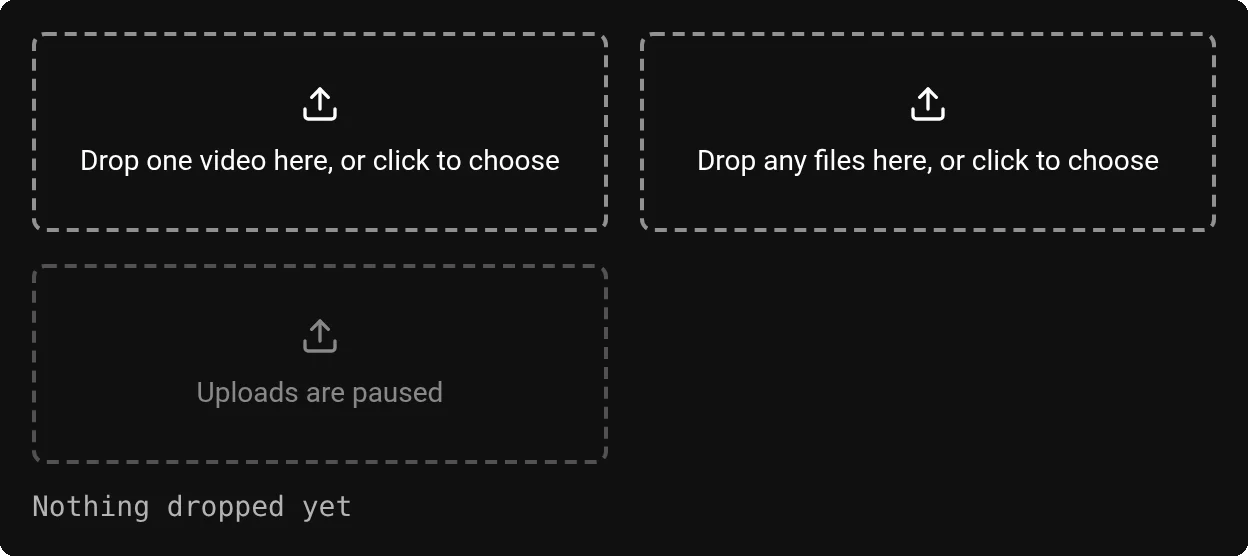 Drop one video here, or click to choose
Drop any files here, or click to choose
Uploads are paused
Nothing dropped yet